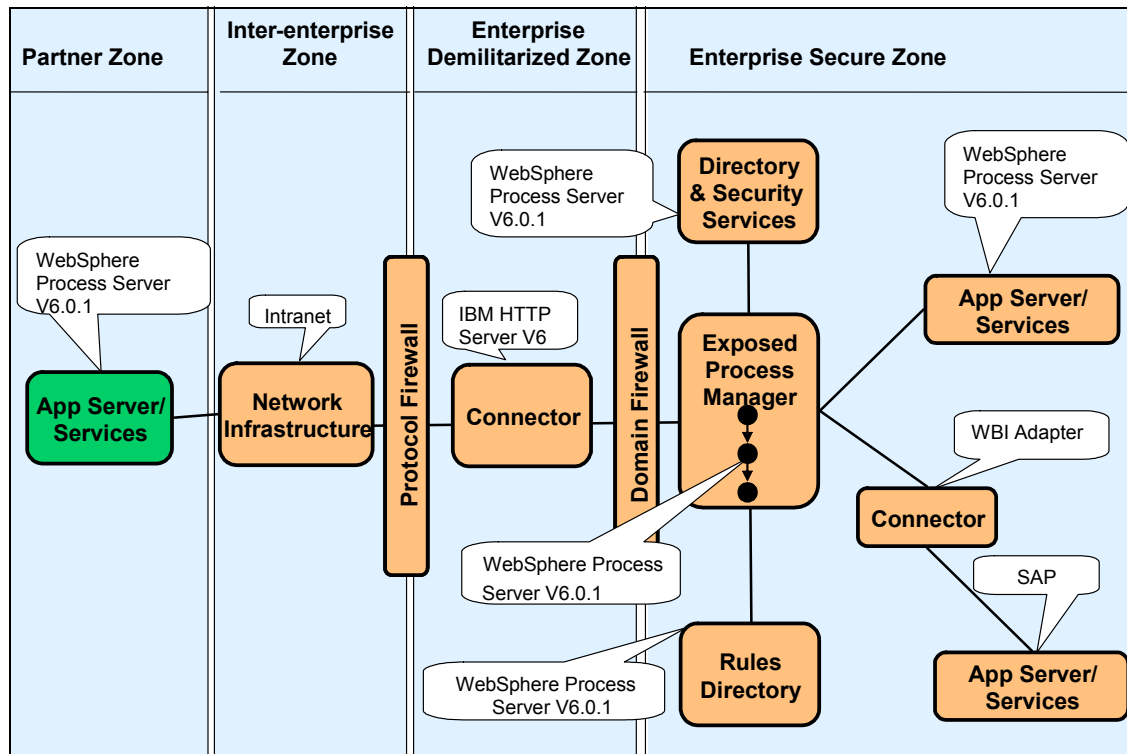 Partner Zone
Inter-enterprise
Zone
Enterprise
Demilitarized Zone
Enterprise Secure Zone
WebSphere
Process Server
V6.0.1
App Server/
Services
Intranet
Network
Infrastructure
Protocol Firewall
IBM HTTP
Server V6
Connector
Domain Firewall
WebSphere
Process Server
V6.0.1
Directory
& Security
Services
Exposed
Process
Manager
WebSphere Process
Server V6.0.1
WebSphere Process
Server V6.0.1
Rules
Directory
WebSphere
Process Server
V6.0.1
App Server/
Services
WBI Adapter
Connector
SAP
App Server/
Services